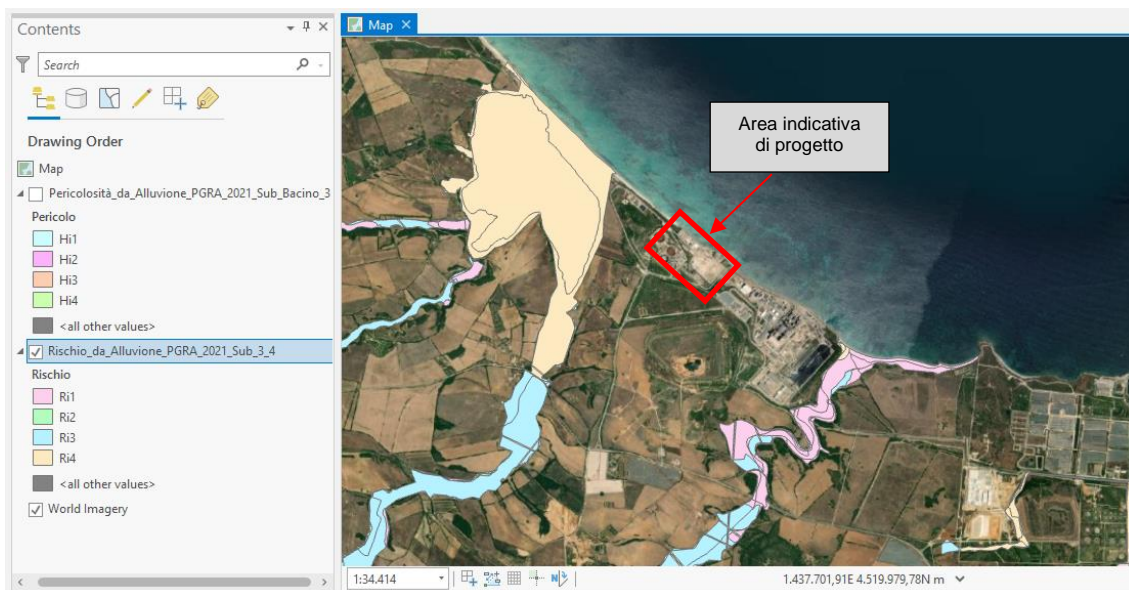 Contents
Search
Drawing Order
Map
Pericolosità_da_Alluvione_PGRA_2021_Sub_Bacino_3
Pericolo
Hi1
Hi2
Hi3
Hi4
<all other values>
Rischio_da_Alluvione_PGRA_2021_Sub_3_4
Rischio
Ri1
Ri2
Ri3
Ri4
<all other values>
World Imagery
Map
Area indicativa
di progetto
1:34.414
1.437.701,91E 4.519.979,78N m